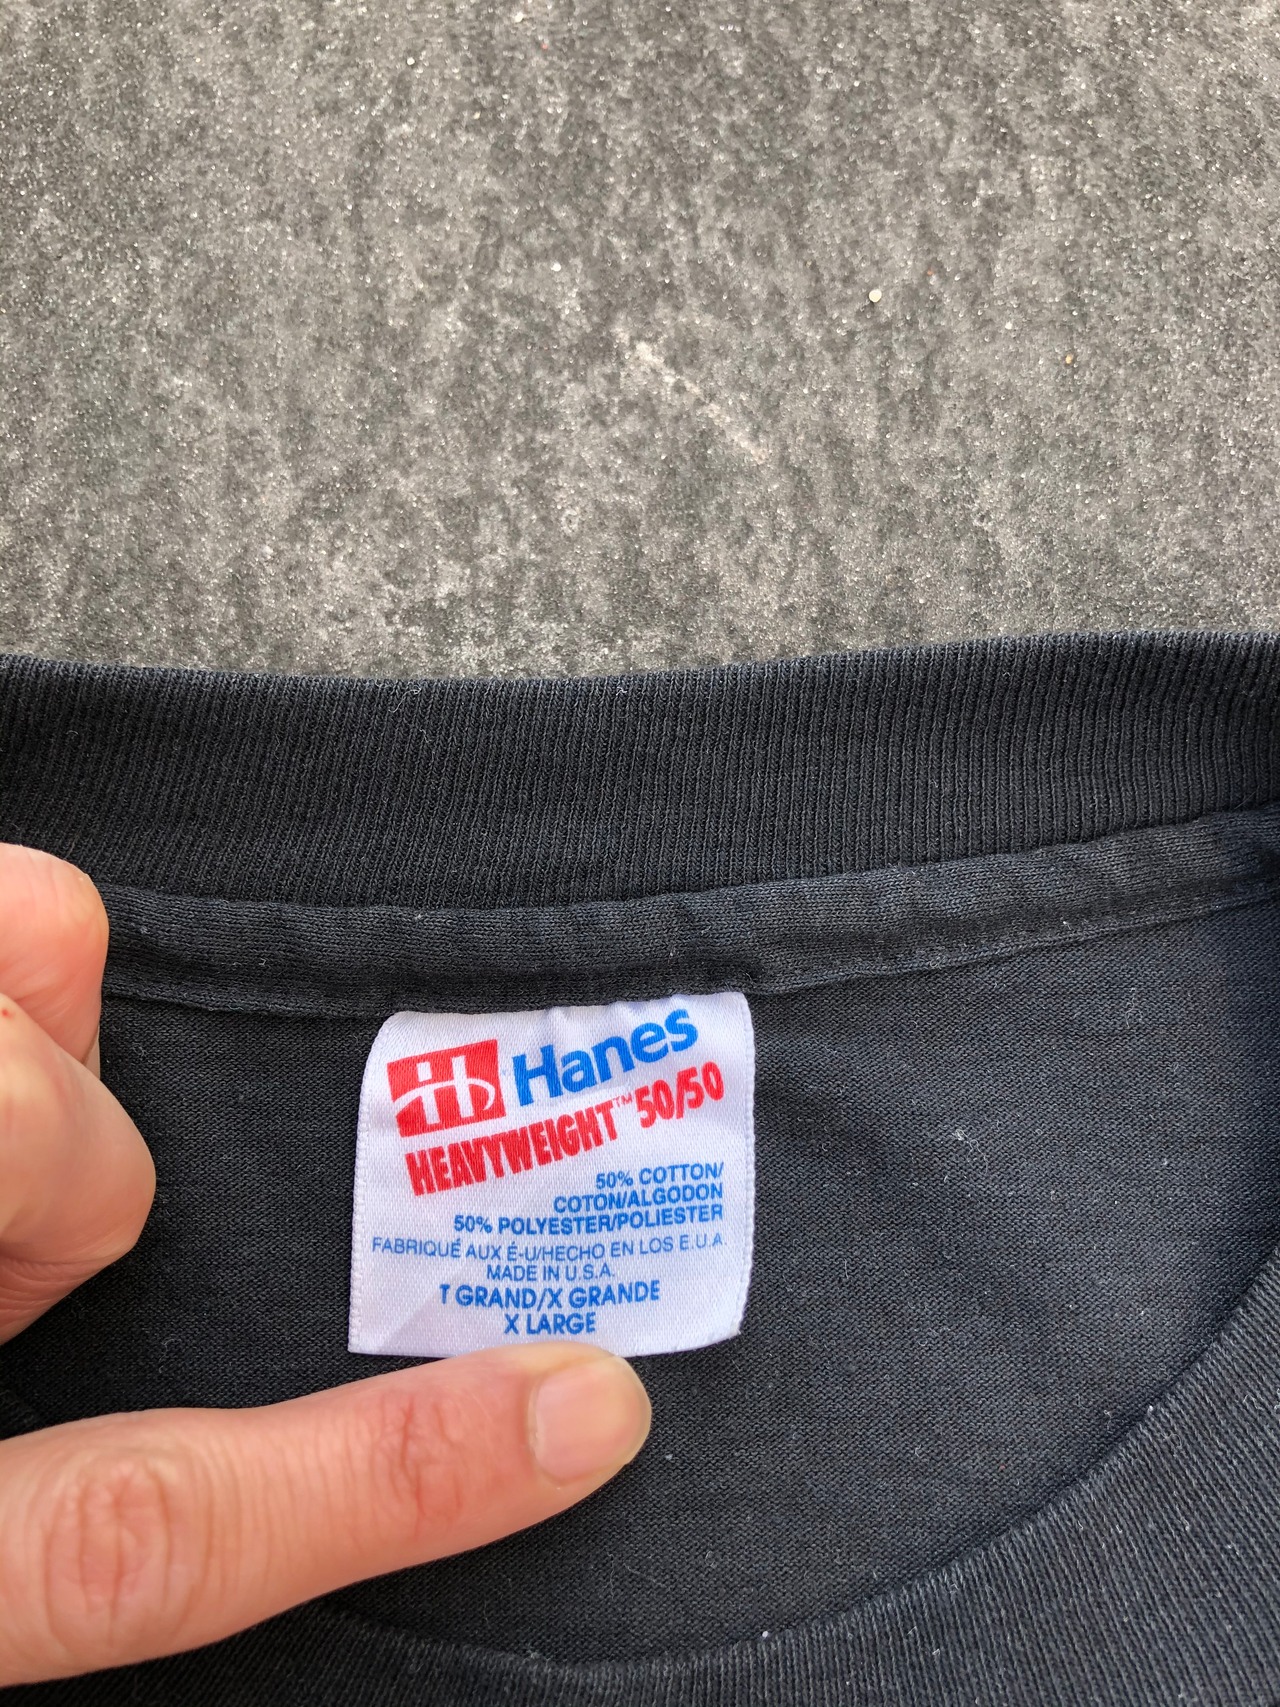 Hanes
HEAVYWEIGHT™ 50/50
50% COTTON/
COTON/ALGODON
50% POLYESTER/POLIESTER
FABRIQUÉ AUX É-U/HECHO EN LOS E.U.A.
MADE IN U.S.A.
T GRAND/X GRANDE
X LARGE